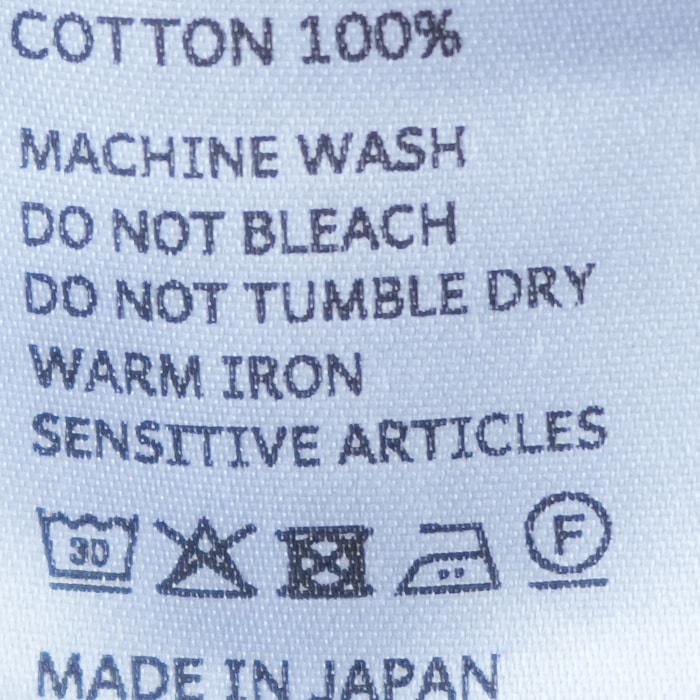 COTTON 100%
MACHINE WASH
DO NOT BLEACH
DO NOT TUMBLE DRY
WARM IRON
SENSITIVE ARTICLES
30 F
MADE IN JAPAN